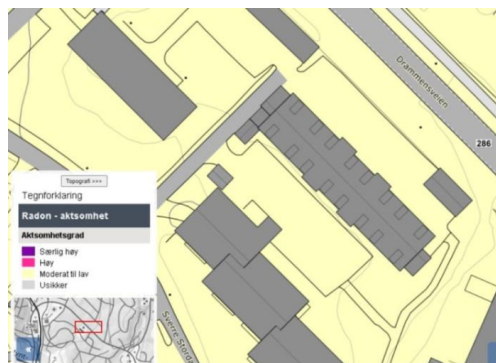 Drammensveien
286
Topografi >>>
Tegnforklaring
Radon - aktsomhet
Aktsomhetsgrad
Særlig høy
Høy
Moderat til lav
Usikker